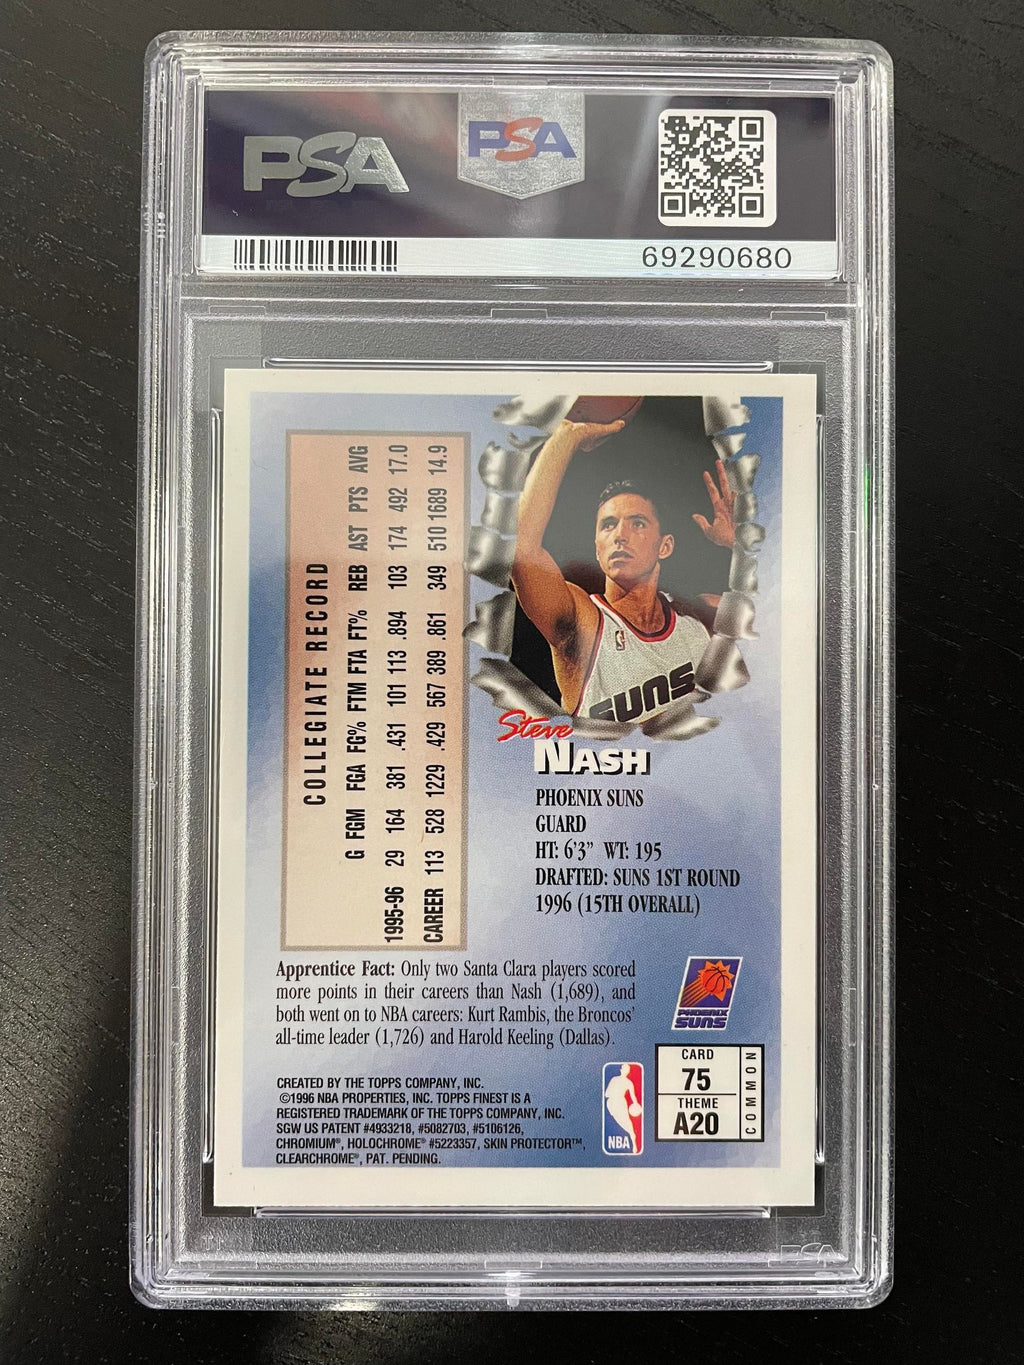 PSA
PSA
69290680
COLLEGIATE RECORD
G FGM FGA FG% FTM FTA FT% REB AST PTS AVG
1995-96 29 164 381 .431 101 113 .894 103 174 492 17.0
CAREER 113 528 1229 .429 567 389 .861 349 510 1689 14.9
SUNS
Steve
NASH
PHOENIX SUNS
GUARD
HT: 6'3" WT: 195
DRAFTED: SUNS 1ST ROUND
1996 (15TH OVERALL)
Apprentice Fact: Only two Santa Clara players scored
more points in their careers than Nash (1,689), and
both went on to NBA careers: Kurt Rambis, the Broncos'
all-time leader (1,726) and Harold Keeling (Dallas).
PHOENIX
SUNS
CREATED BY THE TOPPS COMPANY, INC.
©1996 NBA PROPERTIES, INC. TOPPS FINEST IS A
REGISTERED TRADEMARK OF THE TOPPS COMPANY, INC.
SGW US PATENT #4933218, #5082703, #5106126,
CHROMIUM®, HOLOCHROME® #5223357, SKIN PROTECTOR™,
CLEARCHROME®, PAT. PENDING.
NBA
CARD
75
THEME
A20
COMMON
PSA